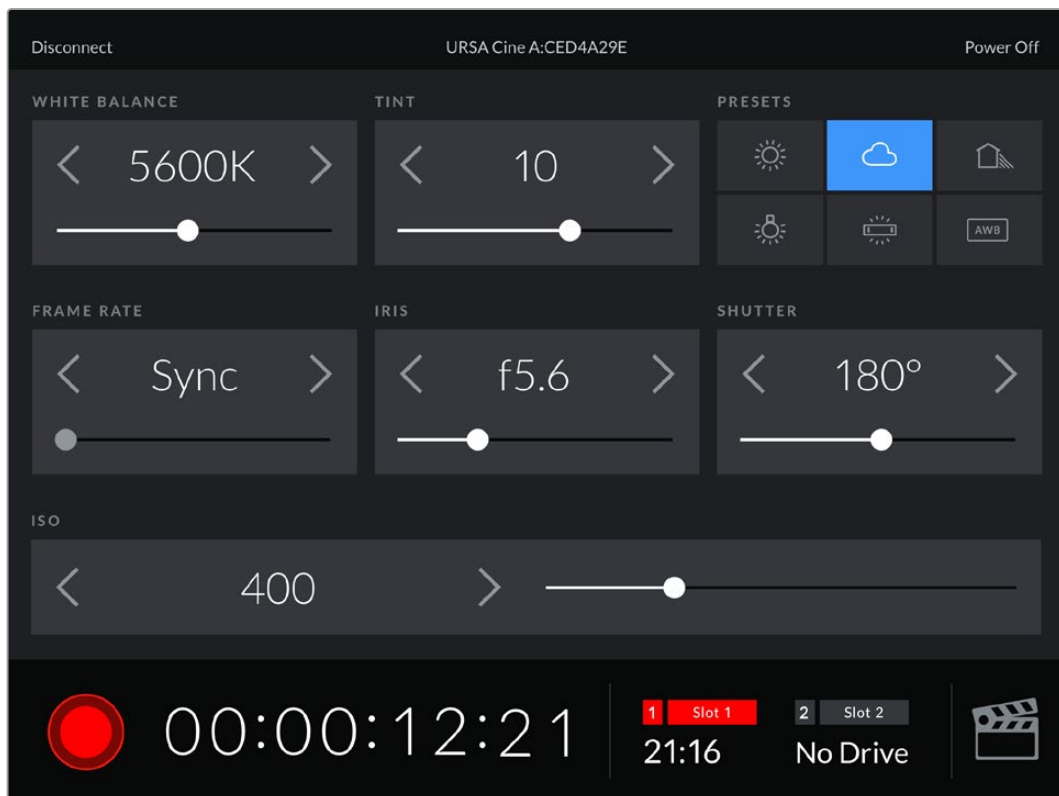 Disconnect URSA Cine A:CED4A29E Power Off
WHITE BALANCE TINT PRESETS
5600K 10
AWB
FRAME RATE IRIS SHUTTER
Sync f5.6 180°
ISO
400
00:00:12:21 1 Slot 1 2 Slot 2
21:16 No Drive